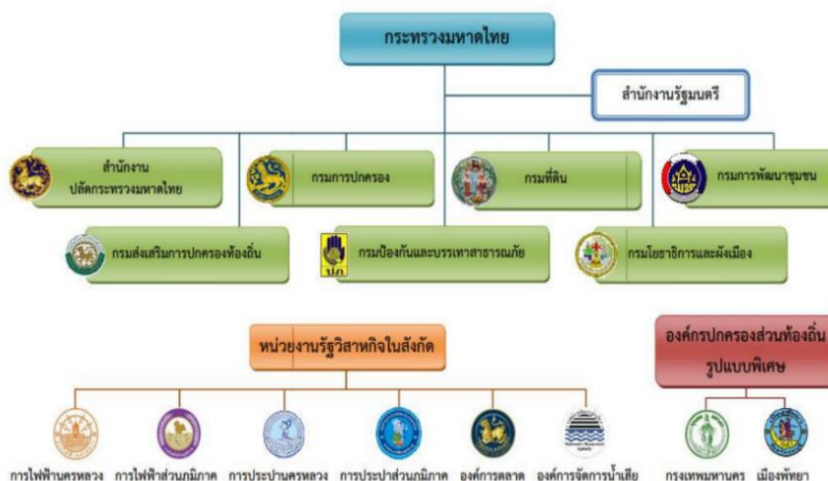 กระทรวงมหาดไทย
สำนักงานรัฐมนตรี
สำนักงาน
ปลัดกระทรวงมหาดไทย
กรมการปกครอง
กรมที่ดิน
กรมการพัฒนาชุมชน
กรมส่งเสริมการปกครองท้องถิ่น
ปภ
กรมป้องกันและบรรเทาสาธารณภัย
กรมโยธาธิการและผังเมือง
หน่วยงานรัฐวิสาหกิจในสังกัด
องค์กรปกครองส่วนท้องถิ่น
รูปแบบพิเศษ
การไฟฟ้านครหลวง
การไฟฟ้าส่วนภูมิภาค
การประปานครหลวง
การประปาส่วนภูมิภาค
องค์การตลาด
องค์การจัดการน้ำเสีย
กรุงเทพมหานคร
เมืองพัทยา